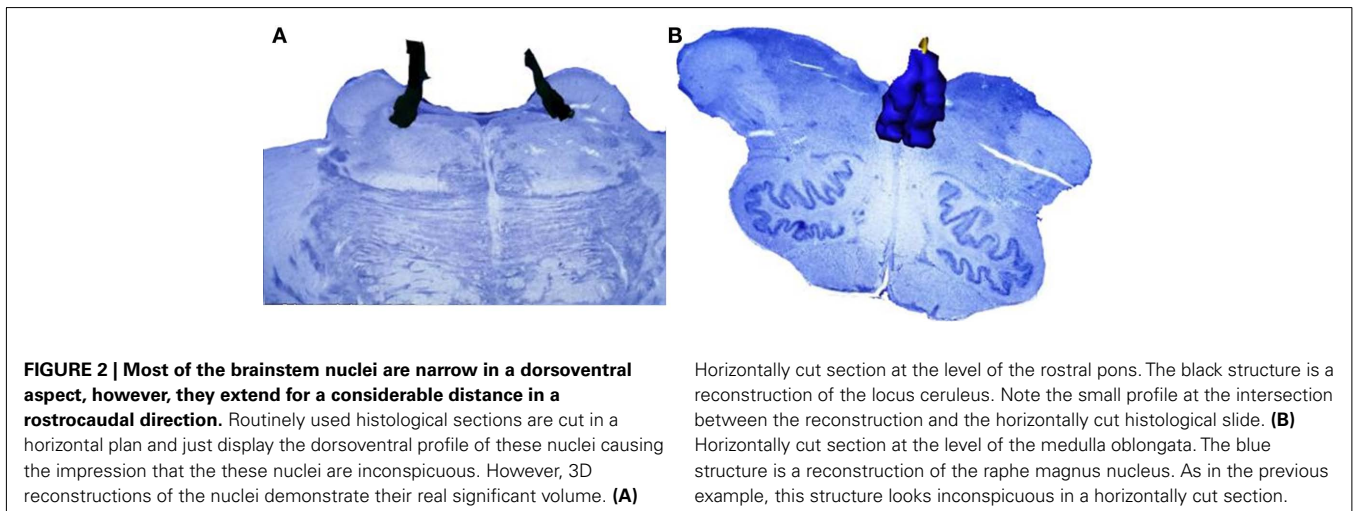 A
B
FIGURE 2 | Most of the brainstem nuclei are narrow in a dorsoventral
aspect, however, they extend for a considerable distance in a
rostrocaudal direction. Routinely used histological sections are cut in a
horizontal plan and just display the dorsoventral profile of these nuclei causing
the impression that the these nuclei are inconspicuous. However, 3D
reconstructions of the nuclei demonstrate their real significant volume. (A)
Horizontally cut section at the level of the rostral pons. The black structure is a
reconstruction of the locus ceruleus. Note the small profile at the intersection
between the reconstruction and the horizontally cut histological slide. (B)
Horizontally cut section at the level of the medulla oblongata. The blue
structure is a reconstruction of the raphe magnus nucleus. As in the previous
example, this structure looks inconspicuous in a horizontally cut section.